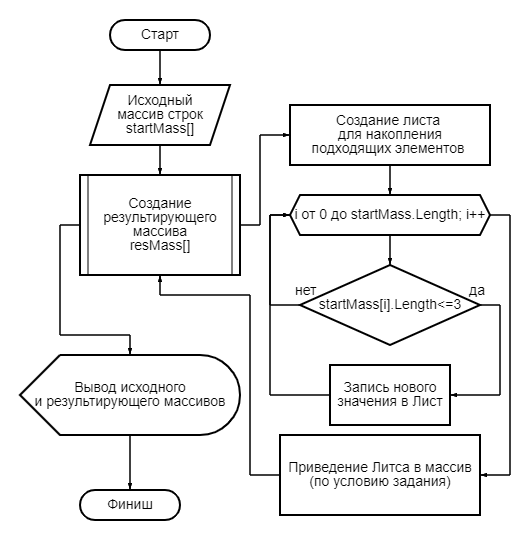 Старт
Исходный
массив строк
startMass[]
Создание
результирующего
массива
resMass[]
Создание листа
для накопления
подходящих элементов
i от 0 до startMass.Length; i++
нет
да
startMass[i].Length<=3
Запись нового
значения в Лист
Приведение Литса в массив
(по условию задания)
Вывод исходного
и результирующего массивов
Финиш